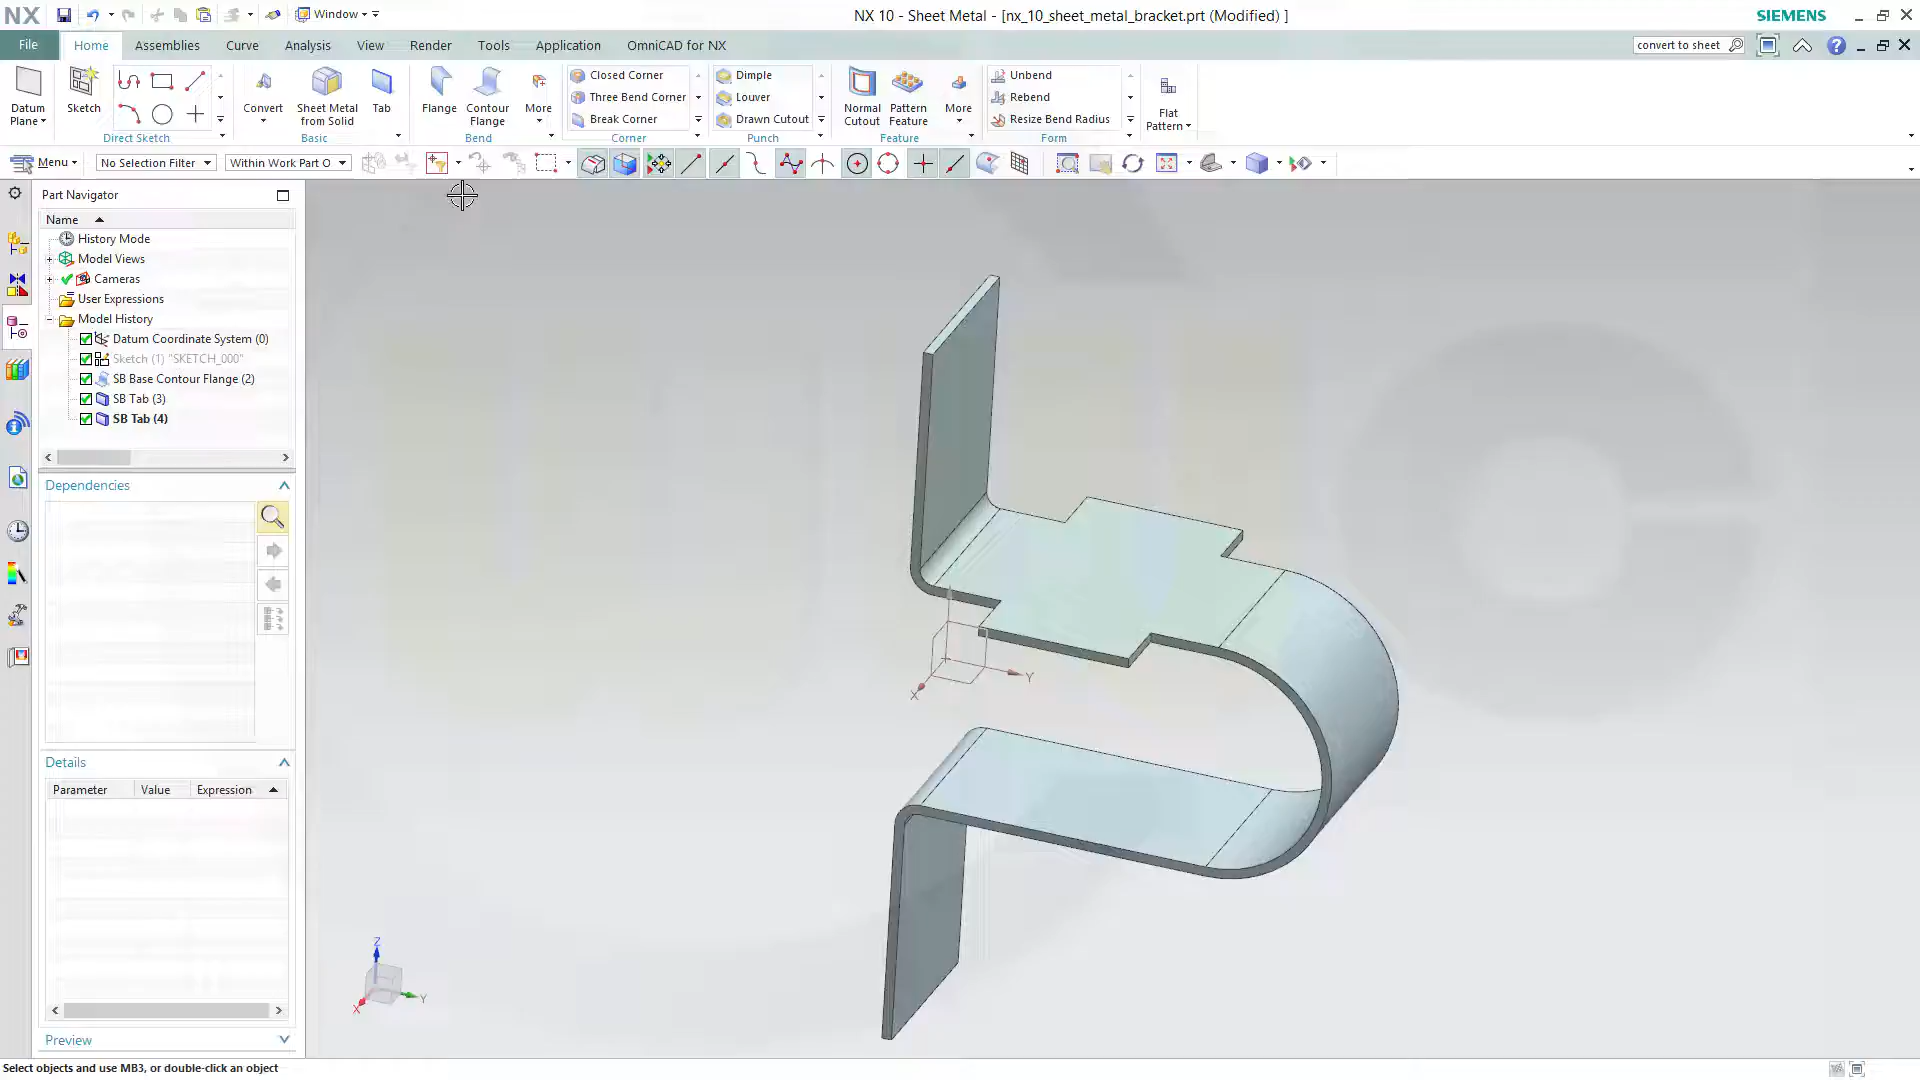 NX
Window
NX 10 - Sheet Metal - [nx_10_sheet_metal_bracket.prt (Modified) ]
SIEMENS
File
Home
Assemblies
Curve
Analysis
View
Render
Tools
Application
OmniCAD for NX
convert to sheet
Datum Plane
Sketch
Direct Sketch
Convert
Sheet Metal from Solid
Tab
Basic
Flange
Contour Flange
More
Bend
Closed Corner
Three Bend Corner
Break Corner
Corner
Dimple
Louver
Drawn Cutout
Punch
Normal Cutout
Pattern Feature
More
Feature
Unbend
Rebend
Resize Bend Radius
Form
Flat Pattern
Menu
No Selection Filter
Within Work Part O
Part Navigator
Name
History Mode
Model Views
Cameras
User Expressions
Model History
Datum Coordinate System (0)
Sketch (1) "SKETCH_000"
SB Base Contour Flange (2)
SB Tab (3)
SB Tab (4)
Dependencies
Details
Parameter
Value
Expression
Preview
X
Y
Z
X
Y
Select objects and use MB3, or double-click an object